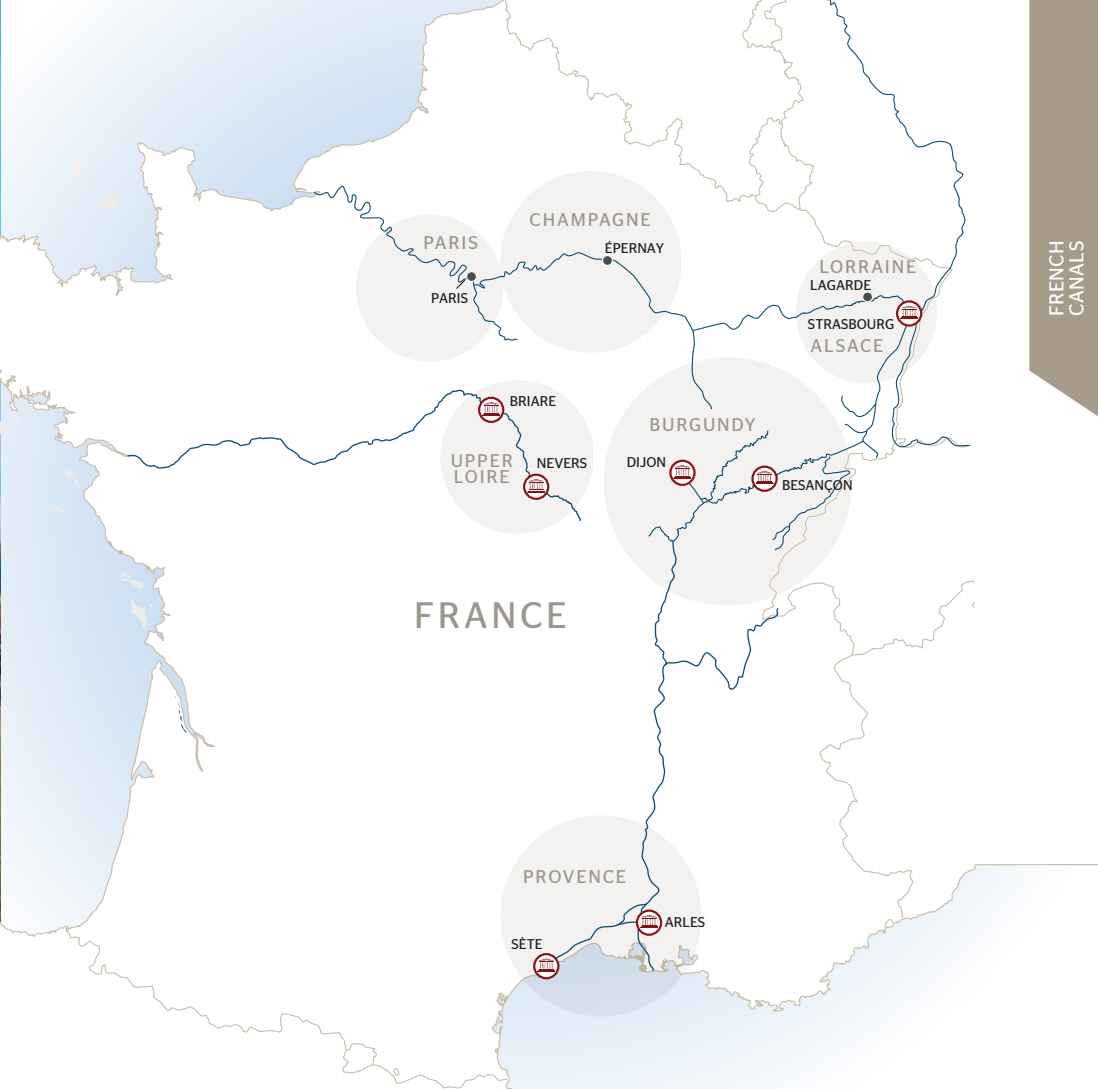 FRENCH
CANALS
CHAMPAGNE
PARIS
ÉPERNAY
PARIS
LORRAINE
LAGARDE
STRASBOURG
ALSACE
BRIARE
BURGUNDY
UPPER
LOIRE
NEVERS
DIJON
BESANÇON
FRANCE
PROVENCE
ARLES
SÈTE